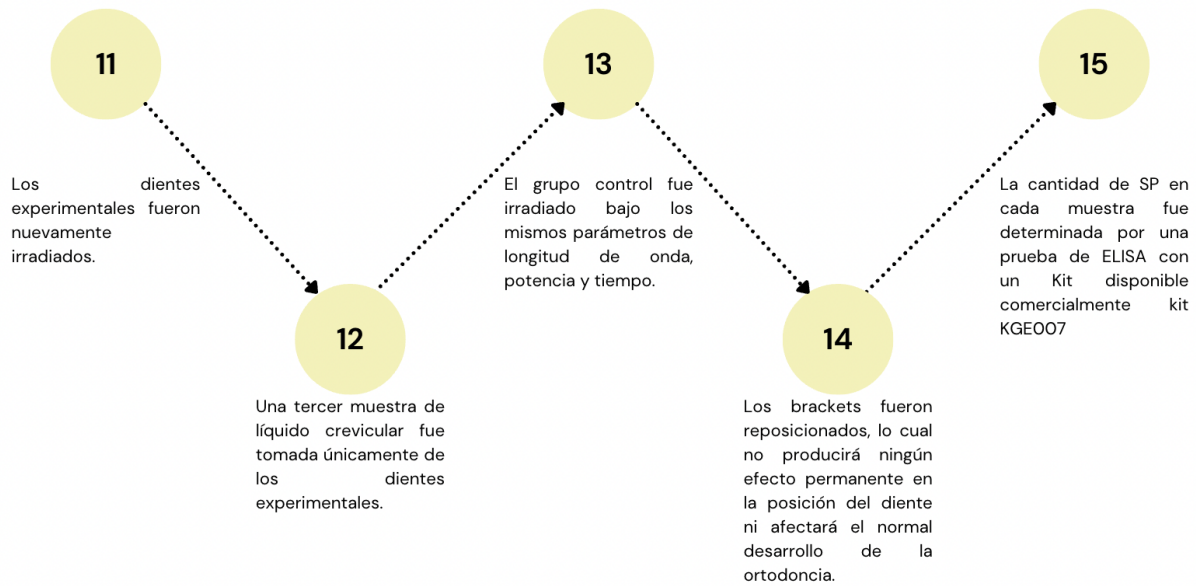 11
Los dientes
experimentales fueron
nuevamente
irradiados.
12
Una tercer muestra de
líquido crevicular fue
tomada únicamente de
los dientes
experimentales.
13
El grupo control fue
irradiado bajo los
mismos parámetros de
longitud de onda,
potencia y tiempo.
14
Los brackets fueron
reposicionados, lo cual
no producirá ningún
efecto permanente en
la posición del diente
ni afectará el normal
desarrollo de la
ortodoncia.
15
La cantidad de SP en
cada muestra fue
determinada por una
prueba de ELISA con
un Kit disponible
comercialmente kit
KGE007